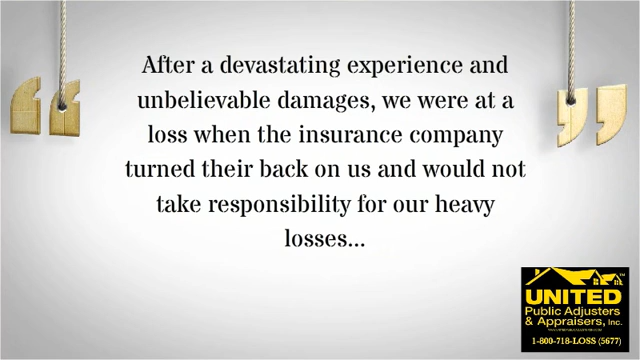 After a devastating experience and
unbelievable damages, we were at a
loss when the insurance company
turned their back on us and would not
take responsibility for our heavy
losses...
UNITED
Public Adjusters
& Appraisers, Inc.
1-800-718-LOSS (5677)